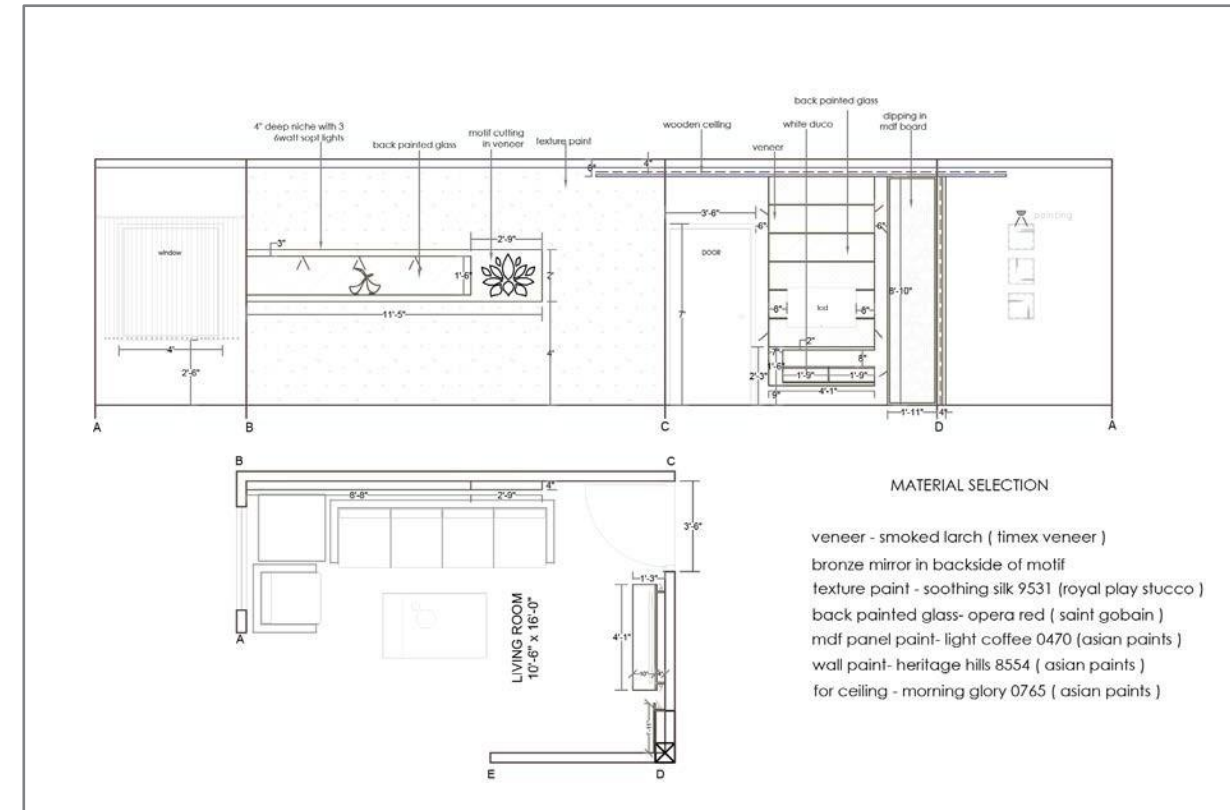 back painted glass
4" deep niche with 3
6watt sopt lights
back painted glass
motif cutting
in veneer
texture paint
wooden ceiling
white duco
veneer
dipping in
mdf board
4"
3'-6"
6"
6"
painting
window
3"
2'-9"
DOOR
1'-6"
2'
8'-10"
11'-5"
7'
6"
lcd
6"
4'
2'-6"
4'
2"
7"
8"
1'-6"
2'-3"
1'-9"
1'-9"
4'-1"
9"
1'-11"
4"
A
B
C
D
A
B
C
8'-8"
2'-9"
4"
3'-6"
1'-3"
4'-1"
10"
LIVING ROOM
10'-6" x 16'-0"
A
E
D
MATERIAL SELECTION
veneer - smoked larch ( timex veneer )
bronze mirror in backside of motif
texture paint - soothing silk 9531 (royal play stucco )
back painted glass- opera red ( saint gobain )
mdf panel paint- light coffee 0470 (asian paints )
wall paint- heritage hills 8554 ( asian paints )
for ceiling - morning glory 0765 ( asian paints )